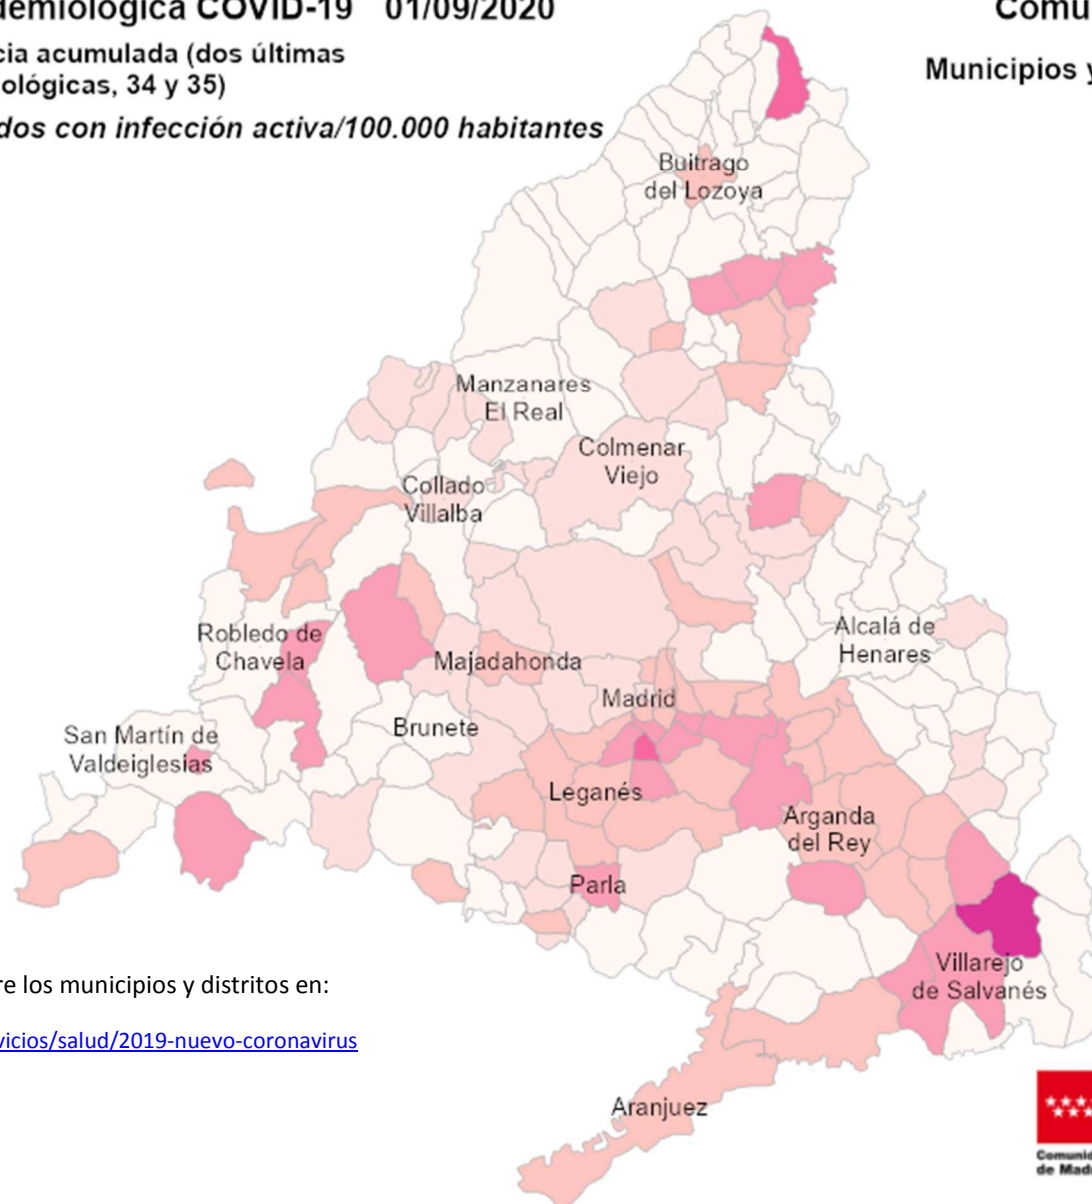 demiológica COVID-19 01/09/2020
Comu
cia acumulada (dos últimas
ológicas, 34 y 35)
Municipios y
dos con infección activa/100.000 habitantes
Buitrago
del Lozoya
Manzanares
El Real
Colmenar
Viejo
Collado
Villalba
Robledo de
Chavela
Majadahonda
Alcalá de
Henares
Madrid
Brunete
San Martín de
Valdeiglesias
Leganés
Arganda
del Rey
Parla
Villarejo
de Salvanés
re los municipios y distritos en:
vicios/salud/2019-nuevo-coronavirus
Aranjuez
Comunid
de Madr